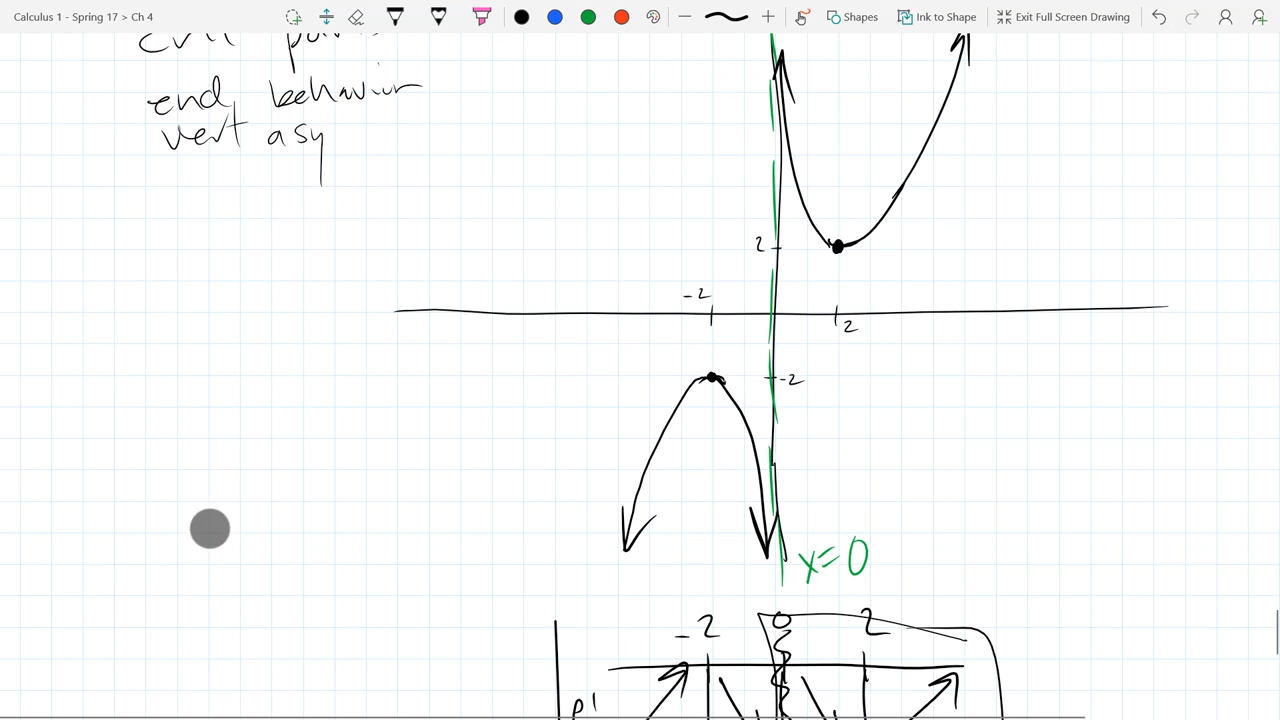 Calculus 1 - Spring 17 > Ch 4
Shapes
Ink to Shape
Exit Full Screen Drawing
end behavior
vert asy
2
-2
2
-2
x=0
-2 0 2